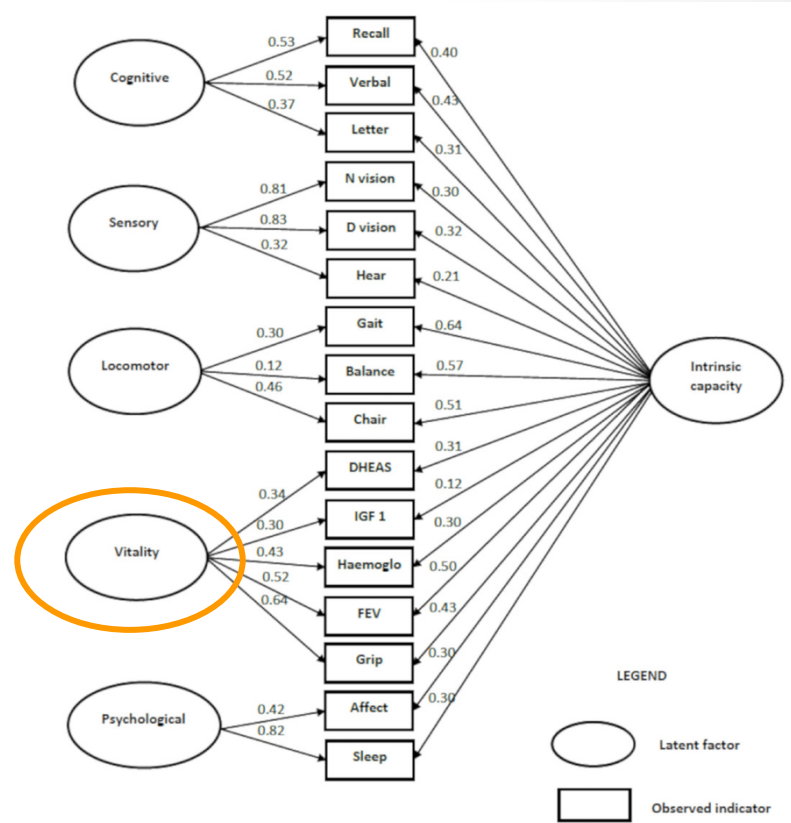 Recall
0.53
0.40
Cognitive
0.52
Verbal
0.43
0.37
Letter
0.31
N vision
0.81
0.30
Sensory
0.83
D vision
0.32
0.32
Hear
0.21
Gait
0.30
0.64
Locomotor
0.12
Balance
0.57
Intrinsic
capacity
0.46
Chair
0.51
0.31
DHEAS
0.34
0.12
IGF 1
0.30
0.30
Vitality
0.43
Haemoglo
0.50
0.52
FEV
0.43
0.64
Grip
0.30
LEGEND
0.30
Affect
0.42
Psychological
0.82
Sleep
Latent factor
Observed indicator